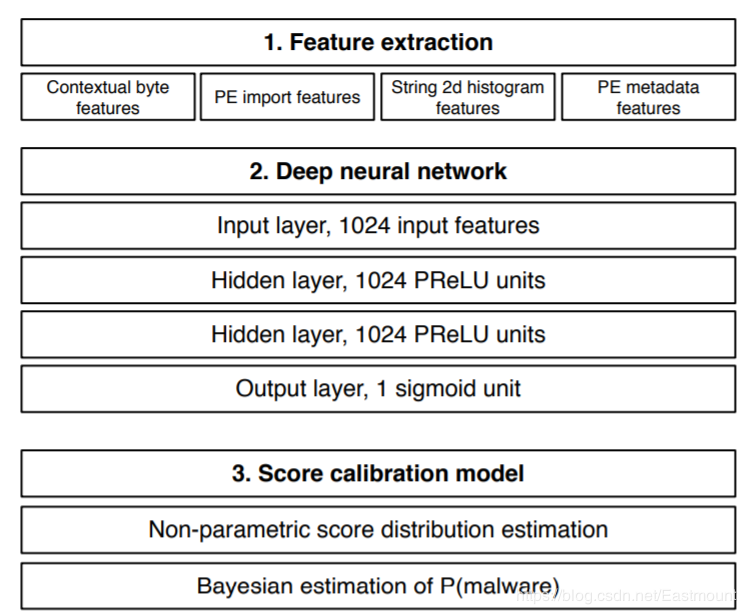 1. Feature extraction
Contextual byte
features
PE import features
String 2d histogram
features
PE metadata
features
2. Deep neural network
Input layer, 1024 input features
Hidden layer, 1024 PReLU units
Hidden layer, 1024 PReLU units
Output layer, 1 sigmoid unit
3. Score calibration model
Non-parametric score distribution estimation
Bayesian estimation of P(malware)
https://blog.csdn.net/Eastmount